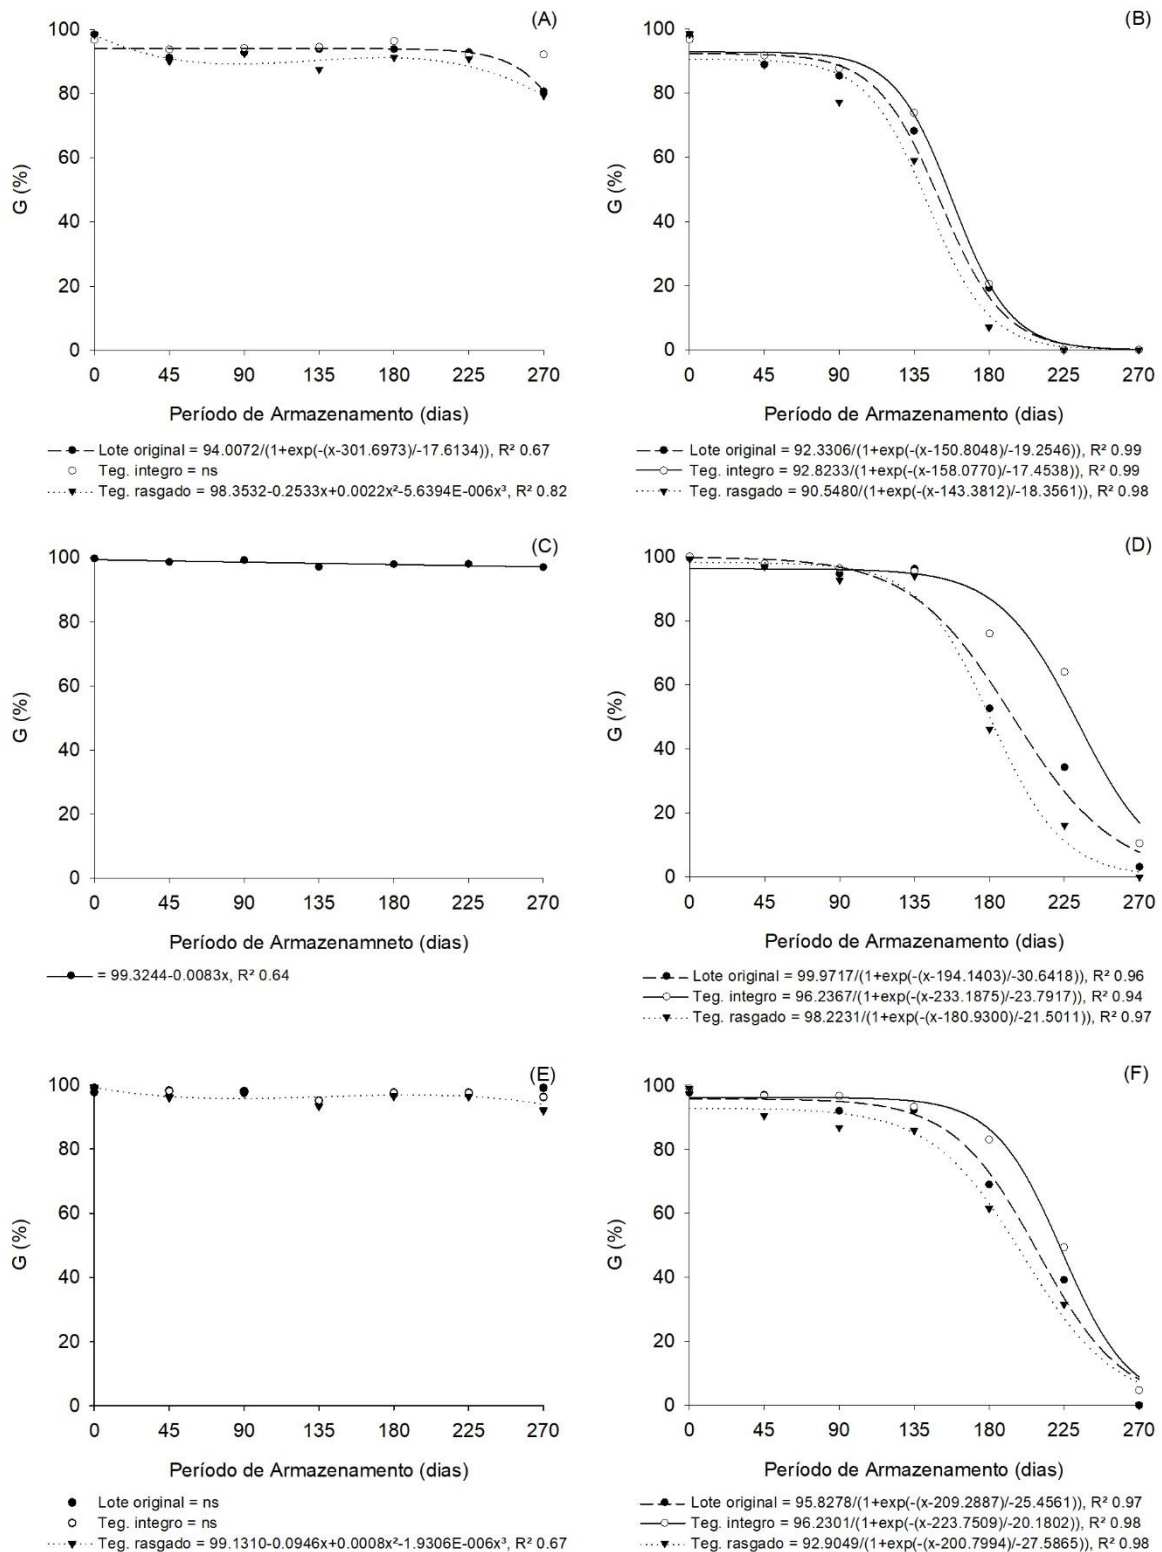 (A)
100
80
60
40
20
0
G (%)
0 45 90 135 180 225 270
Período de Armazenamento (dias)
Lote original = 94.0072/(1+exp(-(x-301.6973)/-17.6134)), R² 0.67
Teg. integro = ns
Teg. rasgado = 98.3532-0.2533x+0.0022x²-5.6394E-006x³, R² 0.82
(B)
100
80
60
40
20
0
G (%)
0 45 90 135 180 225 270
Período de Armazenamento (dias)
Lote original = 92.3306/(1+exp(-(x-150.8048)/-19.2546)), R² 0.99
Teg. integro = 92.8233/(1+exp(-(x-158.0770)/-17.4538)), R² 0.99
Teg. rasgado = 90.5480/(1+exp(-(x-143.3812)/-18.3561)), R² 0.98
(C)
100
80
60
40
20
0
G (%)
0 45 90 135 180 225 270
Período de Armazenamneto (dias)
= 99.3244-0.0083x, R² 0.64
(D)
100
80
60
40
20
0
G (%)
0 45 90 135 180 225 270
Período de Armazenamento (dias)
Lote original = 99.9717/(1+exp(-(x-194.1403)/-30.6418)), R² 0.96
Teg. integro = 96.2367/(1+exp(-(x-233.1875)/-23.7917)), R² 0.94
Teg. rasgado = 98.2231/(1+exp(-(x-180.9300)/-21.5011)), R² 0.97
(E)
100
80
60
40
20
0
G (%)
0 45 90 135 180 225 270
Período de Armazenamento (dias)
Lote original = ns
Teg. integro = ns
Teg. rasgado = 99.1310-0.0946x+0.0008x²-1.9306E-006x³, R² 0.67
(F)
100
80
60
40
20
0
G (%)
0 45 90 135 180 225 270
Período de Armazenamento (dias)
Lote original = 95.8278/(1+exp(-(x-209.2887)/-25.4561)), R² 0.97
Teg. integro = 96.2301/(1+exp(-(x-223.7509)/-20.1802)), R² 0.98
Teg. rasgado = 92.9049/(1+exp(-(x-200.7994)/-27.5865)), R² 0.98